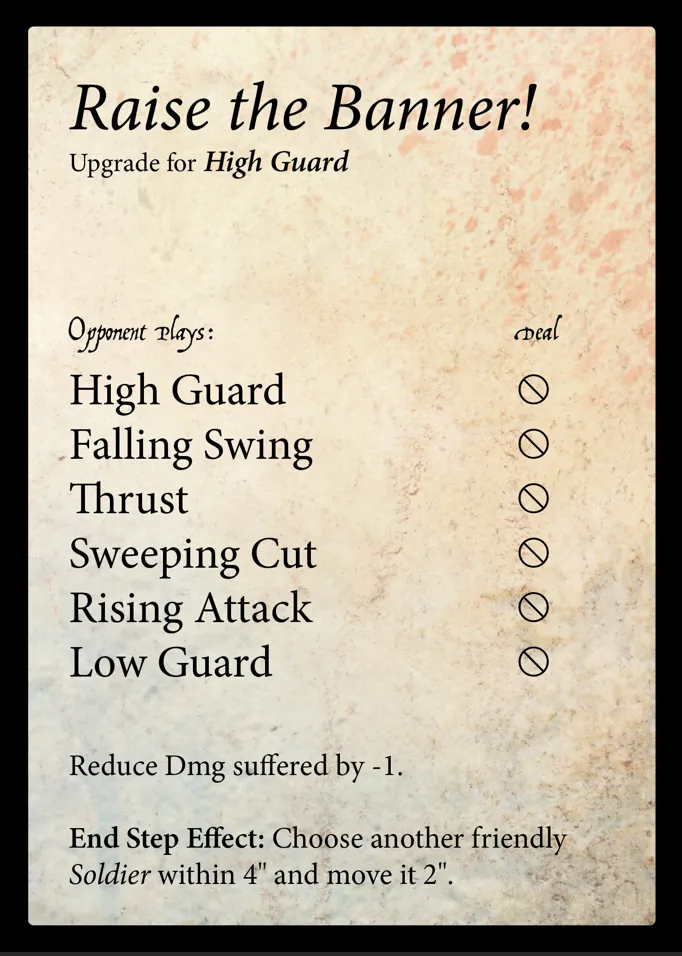 Raise the Banner!
Upgrade for High Guard
Opponent Plays: Deal
High Guard
Falling Swing
Thrust
Sweeping Cut
Rising Attack
Low Guard
Reduce Dmg suffered by -1.
End Step Effect: Choose another friendly
Soldier within 4" and move it 2".